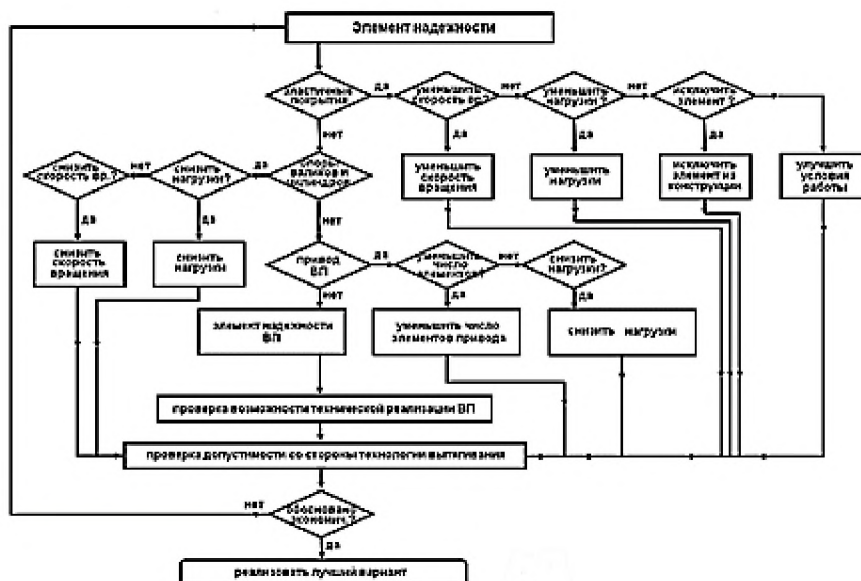 Элемент надежности
эластичные
покрытия
да
уменьшить
скорость вр.?
нет
уменьшить
нагрузки?
нет
исключить
элемент?
нет
да
да
да
уменьшить
скорость
вращения
уменьшить
нагрузки
исключить
элемент из
конструкции
улучшить
условия
работы
опоры
валиков и
цилиндров
да
снизить
нагрузки?
нет
снизить
скорость вр.?
да
да
снизить
скорость
вращения
снизить
нагрузки
нет
привод
ВП
да
уменьшить
число
элементов?
нет
снизить
нагрузки?
нет
да
да
элемент надежности
ВП
уменьшить число
элементов привода
снизить нагрузки
проверка возможности технической реализации ВП
проверка допустимости со стороны технологии вытягивания
нет
обоснован
экономич.?
да
реализовать лучший вариант